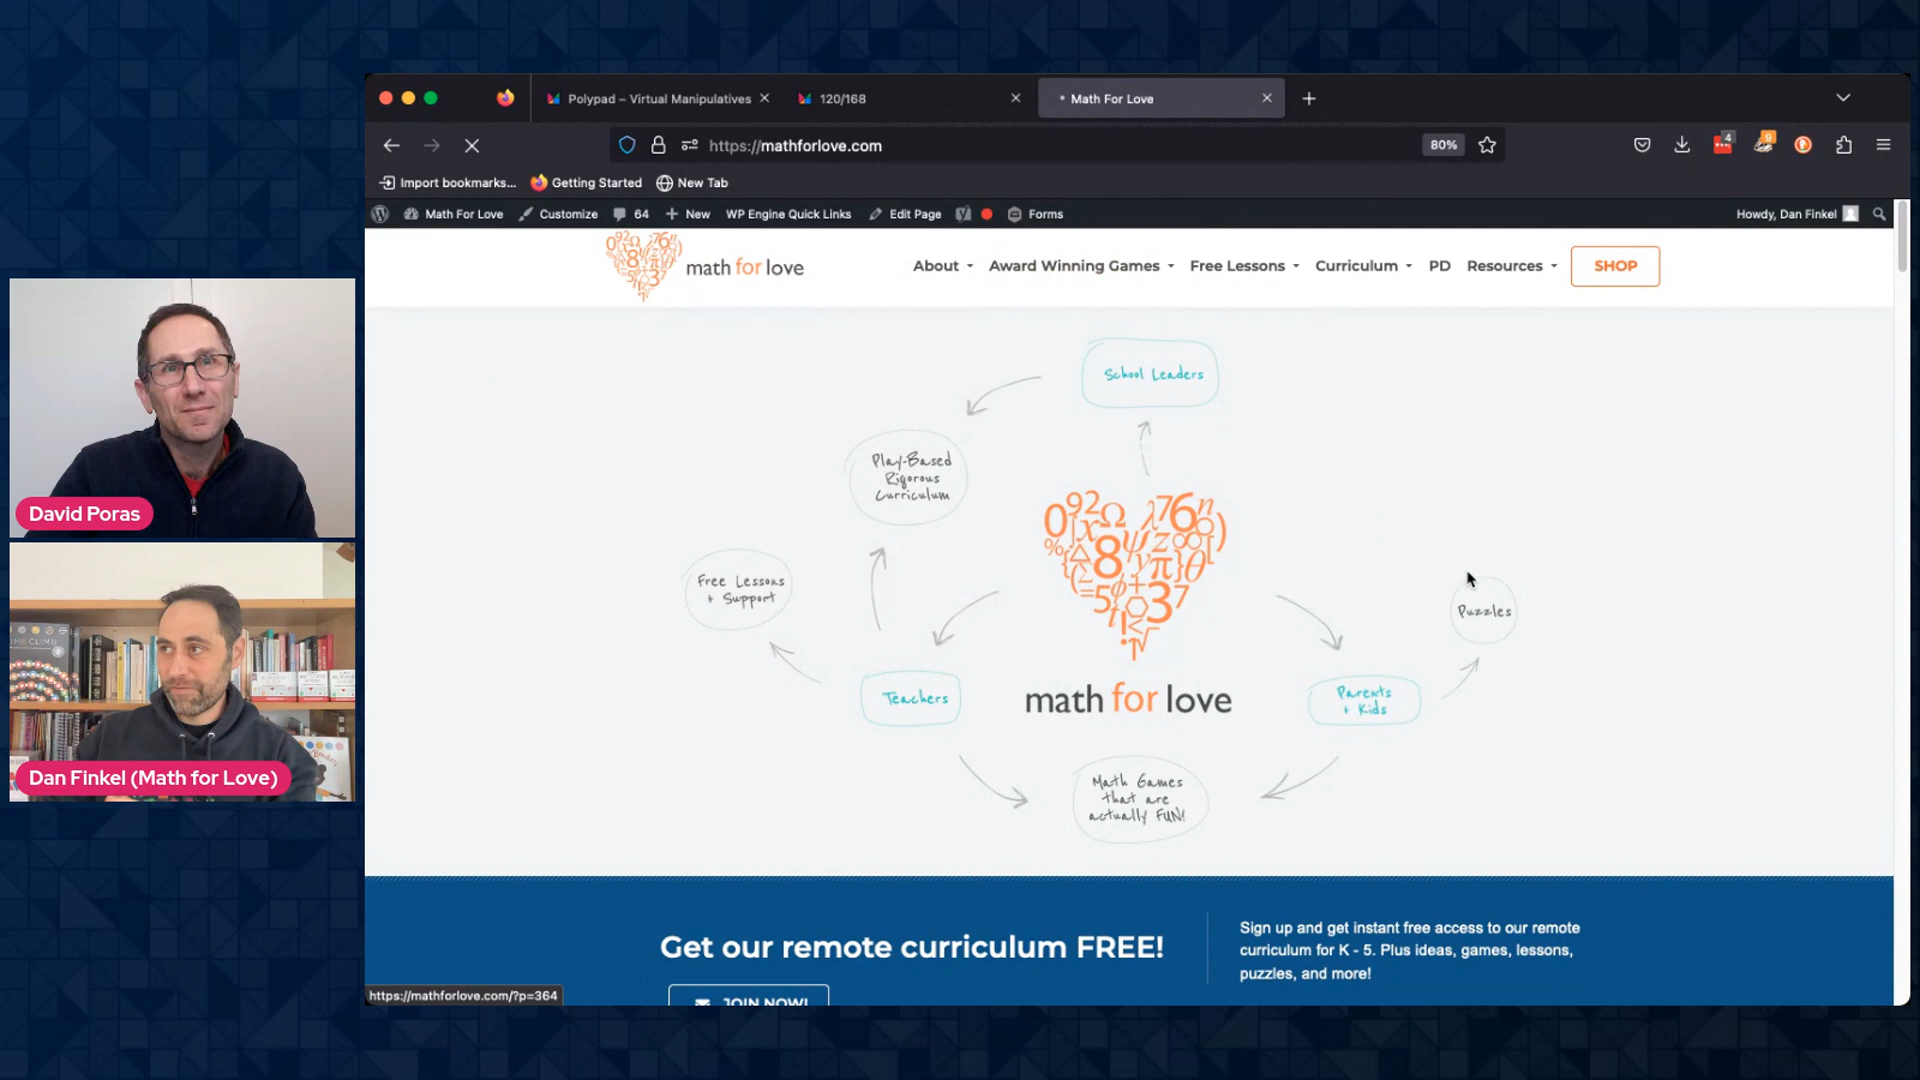 Polypad – Virtual Manipulatives
120/168
Math For Love
https://mathforlove.com
80%
4
9
Import bookmarks...
Getting Started
New Tab
Math For Love
Customize
64
New
WP Engine Quick Links
Edit Page
Forms
Howdy, Dan Finkel
math for love
About
Award Winning Games
Free Lessons
Curriculum
PD
Resources
SHOP
School Leaders
Play-Based
Rigorous
Curriculum
Free Lessons
+ Support
Teachers
math for love
Parents
+ Kids
Puzzles
Math Games
that are
actually FUN!
David Poras
Dan Finkel (Math for Love)
Get our remote curriculum FREE!
JOIN NOW!
Sign up and get instant free access to our remote
curriculum for K - 5. Plus ideas, games, lessons,
puzzles, and more!
https://mathforlove.com/?p=364